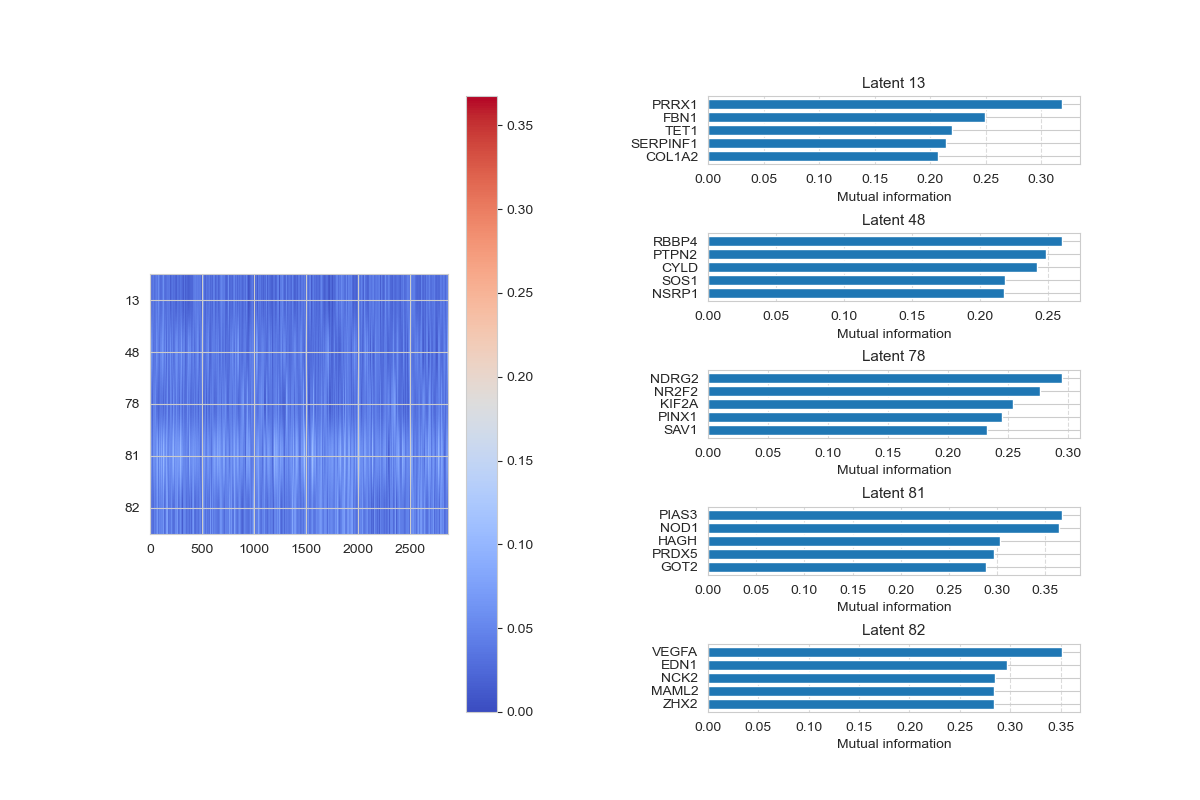 0.35
0.30
0.25
0.20
0.15
0.10
0.05
0.00
13
48
78
81
82
0 500 1000 1500 2000 2500
Latent 13
PRRX1
FBN1
TET1
SERPINF1
COL1A2
0.00 0.05 0.10 0.15 0.20 0.25 0.30
Mutual information
Latent 48
RBBP4
PTPN2
CYLD
SOS1
NSRP1
0.00 0.05 0.10 0.15 0.20 0.25
Mutual information
Latent 78
NDRG2
NR2F2
KIF2A
PINX1
SAV1
0.00 0.05 0.10 0.15 0.20 0.25 0.30
Mutual information
Latent 81
PIAS3
NOD1
HAGH
PRDX5
GOT2
0.00 0.05 0.10 0.15 0.20 0.25 0.30 0.35
Mutual information
Latent 82
VEGFA
EDN1
NCK2
MAML2
ZHX2
0.00 0.05 0.10 0.15 0.20 0.25 0.30 0.35
Mutual information